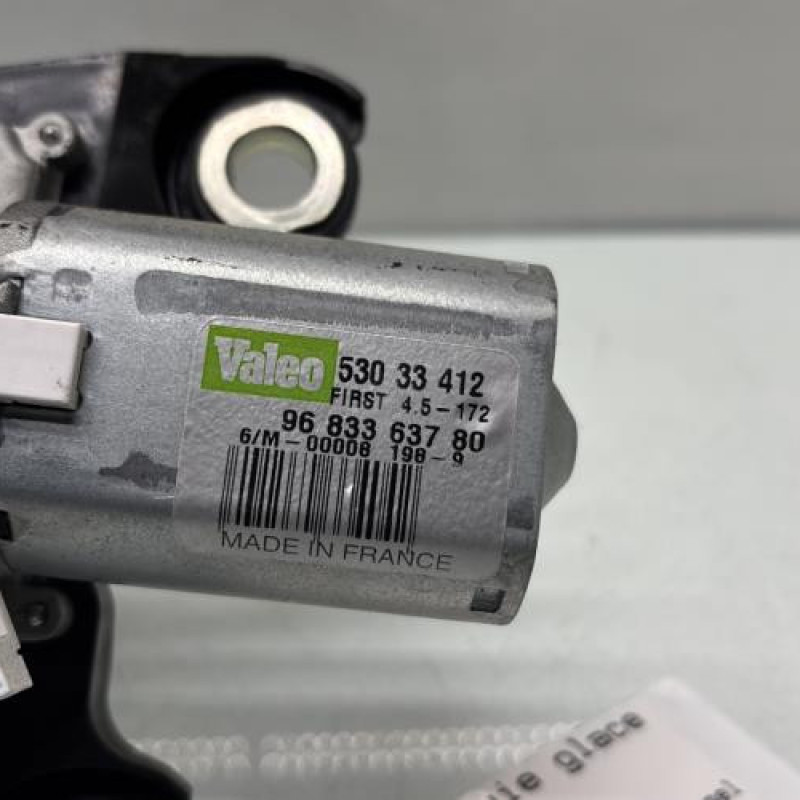 Valeo 530 33 412
FIRST 4.5-172
96 833 637 80
6/M-00008 198-9
MADE IN FRANCE
glace